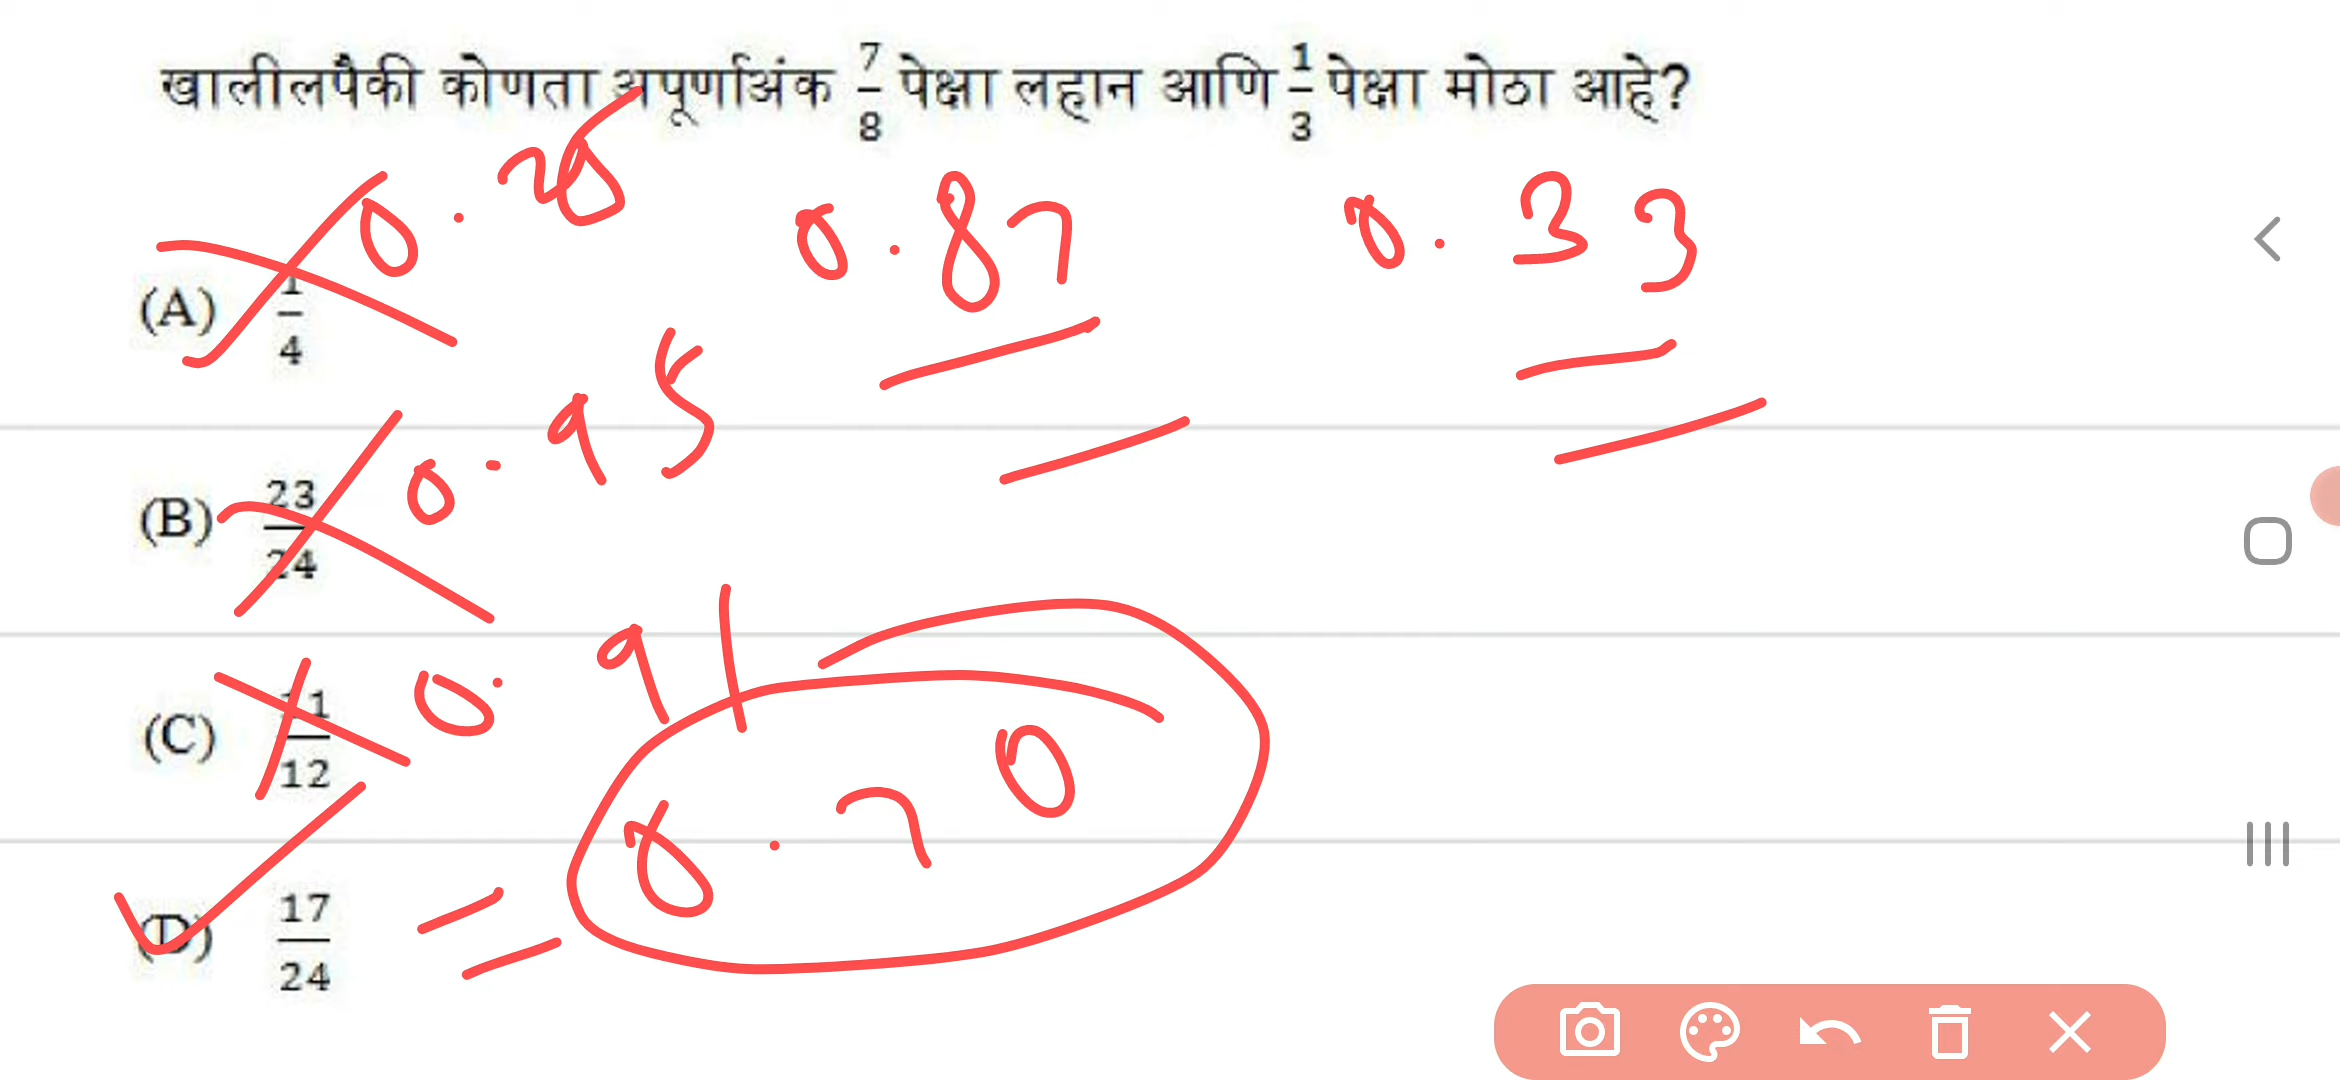 खालीलपैकी कोणता अपूर्णाअंक 7/8 पेक्षा लहान आणि 1/3 पेक्षा मोठा आहे?
0.25 0.87 0.33
(A) 1/4
0.95
(B) 23/24
0.91
(C) 11/12
0.70
(D) 17/24 =